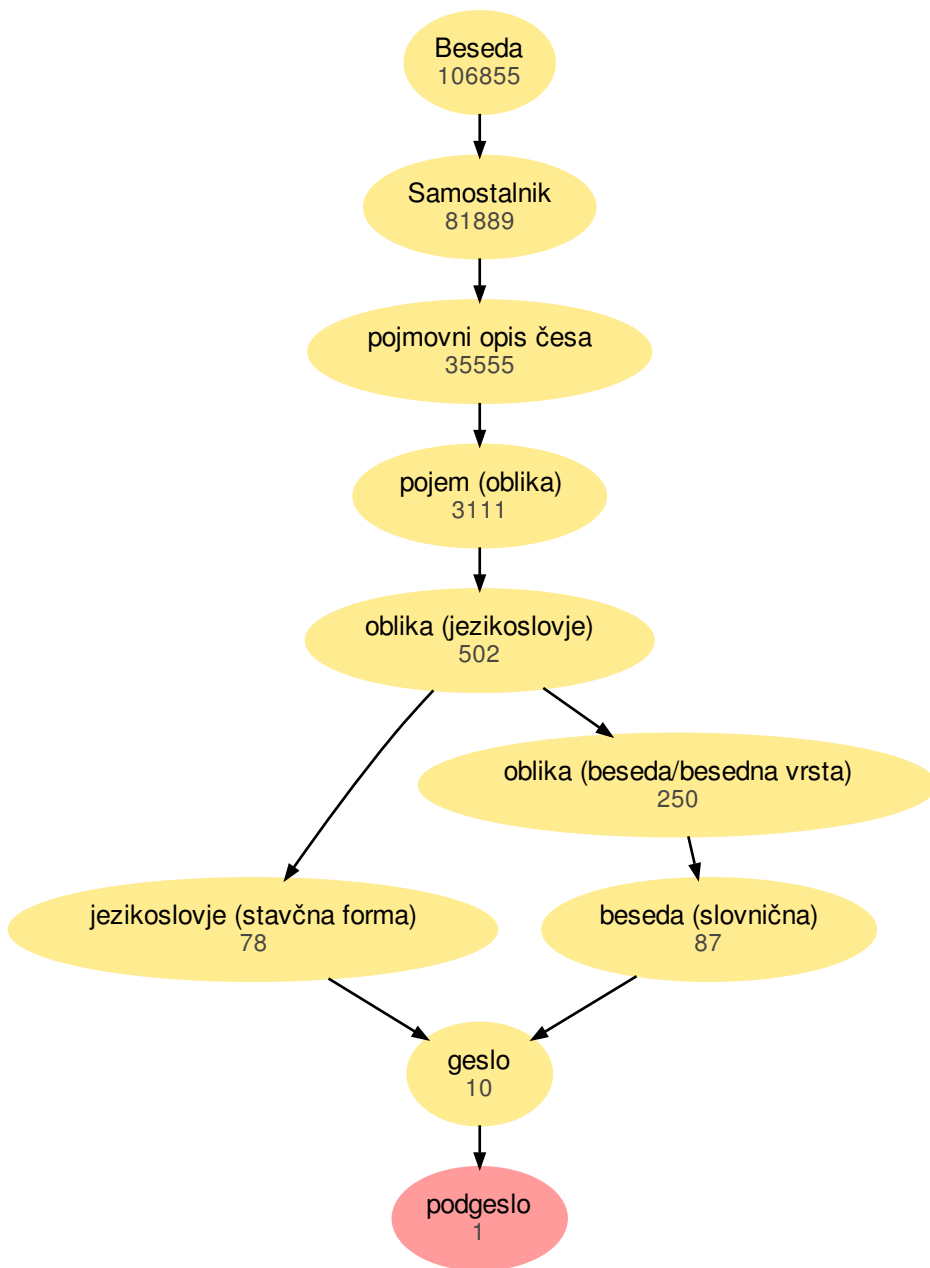 Beseda
106855
Samostalnik
81889
pojmovni opis česa
35555
pojem (oblika)
3111
oblika (jezikoslovje)
502
oblika (beseda/besedna vrsta)
250
jezikoslovje (stavčna forma)
78
beseda (slovnična)
87
geslo
10
podgeslo
1